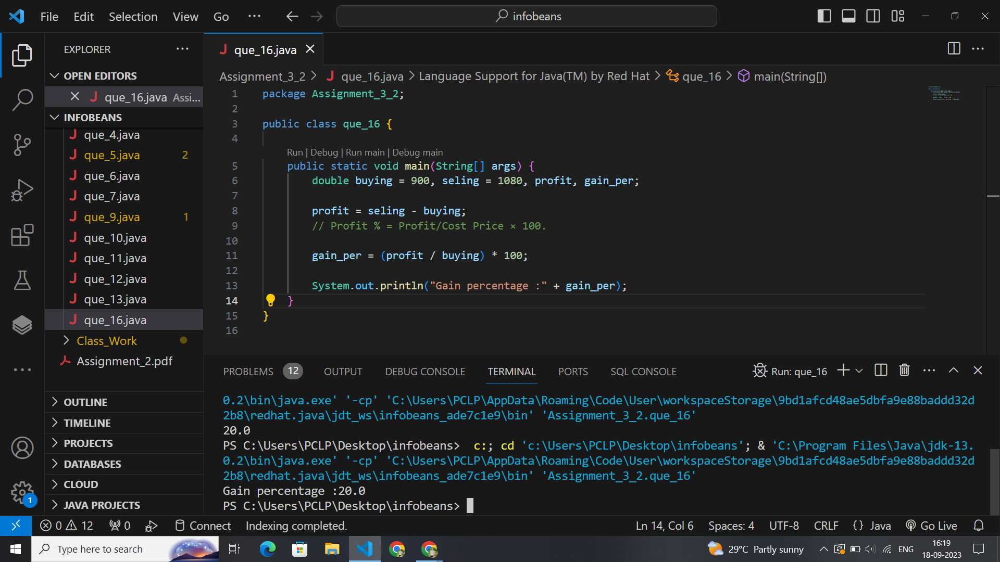 File Edit Selection View Go ··· infobeans
EXPLORER ···
OPEN EDITORS
que_16.java Assi...
INFOBEANS
que_4.java
que_5.java 2
que_6.java
que_7.java
que_9.java 1
que_10.java
que_11.java
que_12.java
que_13.java
que_16.java
Class_Work
Assignment_2.pdf
OUTLINE
TIMELINE
PROJECTS
DATABASES
CLOUD
JAVA PROJECTS
1
que_16.java
Assignment_3_2 > que_16.java > Language Support for Java(TM) by Red Hat > que_16 > main(String[])
1 package Assignment_3_2;
2
3 public class que_16 {
4
Run | Debug | Run main | Debug main
5 public static void main(String[] args) {
6 double buying = 900, seling = 1080, profit, gain_per;
7
8 profit = seling - buying;
9 // Profit % = Profit/Cost Price × 100.
10
11 gain_per = (profit / buying) * 100;
12
13 System.out.println("Gain percentage :" + gain_per);
14 }
15 }
16
PROBLEMS 12 OUTPUT DEBUG CONSOLE TERMINAL PORTS SQL CONSOLE Run: que_16
0.2\bin\java.exe' '-cp' 'C:\Users\PCLP\AppData\Roaming\Code\User\workspaceStorage\9bd1afcd48ae5dbfa9e88baddd32d
2b8\redhat.java\jdt_ws\infobeans_ade7c1e9\bin' 'Assignment_3_2.que_16'
20.0
PS C:\Users\PCLP\Desktop\infobeans>  c:; cd 'c:\Users\PCLP\Desktop\infobeans'; & 'C:\Program Files\Java\jdk-13.
0.2\bin\java.exe' '-cp' 'C:\Users\PCLP\AppData\Roaming\Code\User\workspaceStorage\9bd1afcd48ae5dbfa9e88baddd32d
2b8\redhat.java\jdt_ws\infobeans_ade7c1e9\bin' 'Assignment_3_2.que_16'
Gain percentage :20.0
PS C:\Users\PCLP\Desktop\infobeans>
0 12 0 Connect Indexing completed. Ln 14, Col 6 Spaces: 4 UTF-8 CRLF {} Java Go Live
Type here to search 29°C Partly sunny ENG 16:19
18-09-2023